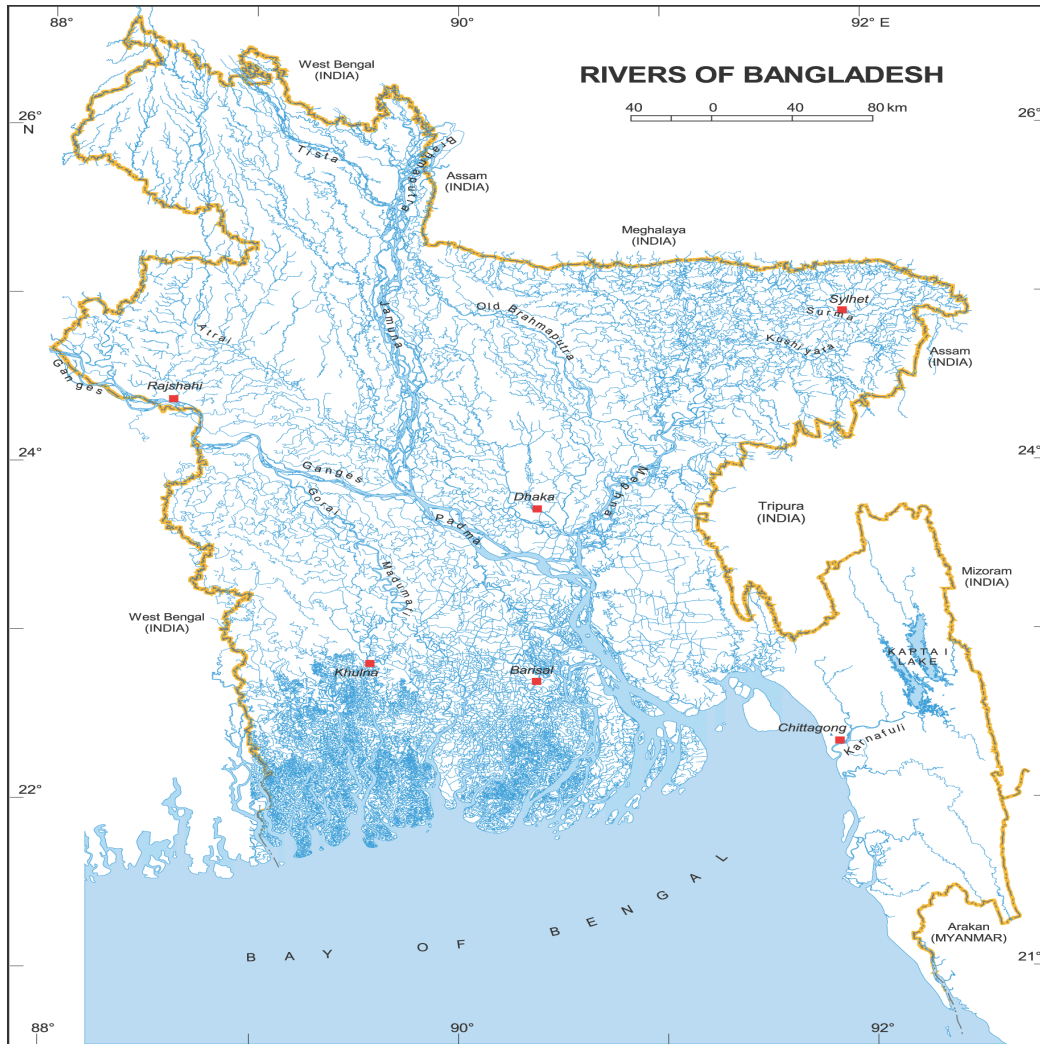 88°
90°
92° E
RIVERS OF BANGLADESH
40 0 40 80 km
West Bengal
(INDIA)
26°
N
26°
Tista
Brahmaputra
Assam
(INDIA)
Meghalaya
(INDIA)
Sylhet
Surma
Kushiyara
Old Brahmaputra
Jamuna
Atrai
Assam
(INDIA)
Ganges
Rajshahi
24°
24°
Ganges
Gorai
Padma
Dhaka
Meghna
Tripura
(INDIA)
Madumati
Mizoram
(INDIA)
West Bengal
(INDIA)
KAPTAI
LAKE
Khulna
Barisal
Chittagong
Karnafuli
22°
BAY OF BENGAL
Arakan
(MYANMAR)
21°
88°
90°
92°